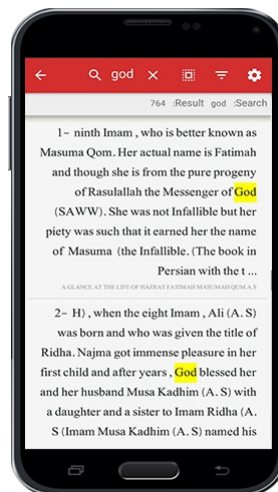 god
764 :Result god :Search
1- ninth Imam , who is better known as
Masuma Qom. Her actual name is Fatimah
and though she is from the pure progeny
of Rasulallah the Messenger of God
(SAWW). She was not Infallible but her
piety was such that it earned her the name
of Masuma (the Infallible. (The book in
Persian with the t ...
A GLANCE AT THE LIFE OF HAZRAT FATIMAH MASUMAH QUM A.S
2- H) , when the eight Imam , Ali (A. S)
was born and who was given the title of
Ridha. Najma got immense pleasure in her
first child and after years , God blessed her
and her husband Musa Kadhim (A. S) with
a daughter and a sister to Imam Ridha (A.
S (Imam Musa Kadhim (A. S) named his